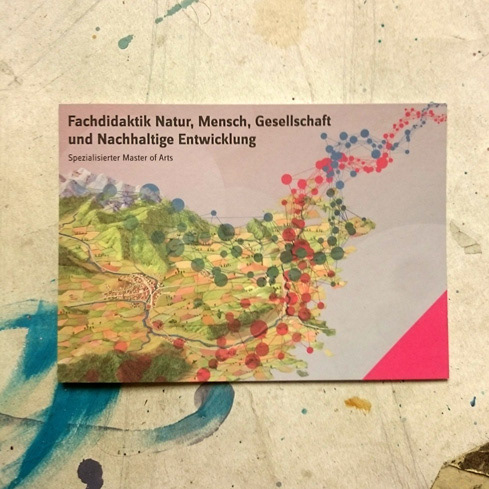 Fachdidaktik Natur, Mensch, Gesellschaft
und Nachhaltige Entwicklung
Spezialisierter Master of Arts